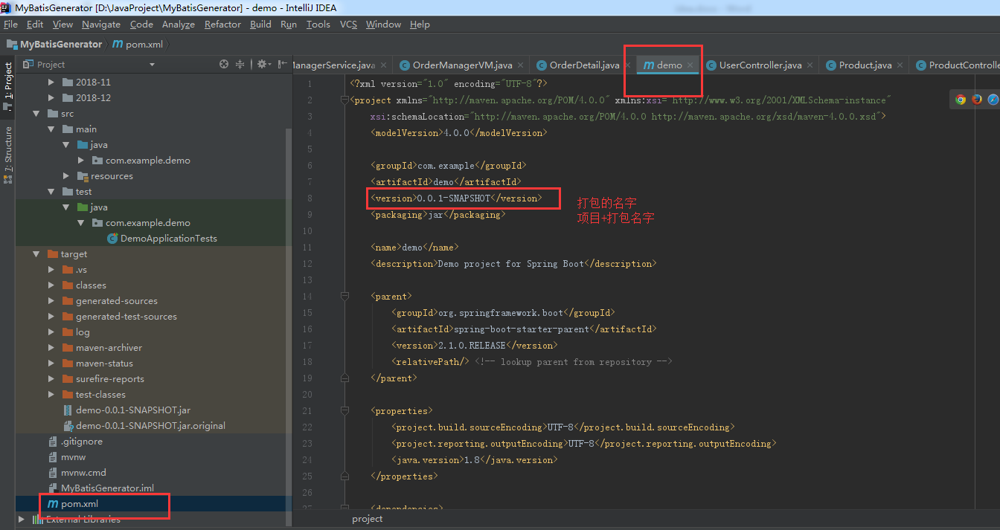 MyBatisGenerator [D:\JavaProject\MyBatisGenerator] - demo - IntelliJ IDEA
File Edit View Navigate Code Analyze Refactor Build Run Tools VCS Window Help
MyBatisGenerator pom.xml
Project
1: Project
7: Structure
2018-11
2018-12
src
main
java
com.example.demo
resources
test
java
com.example.demo
DemoApplicationTests
target
.vs
classes
generated-sources
generated-test-sources
log
maven-archiver
maven-status
surefire-reports
test-classes
demo-0.0.1-SNAPSHOT.jar
demo-0.0.1-SNAPSHOT.jar.original
.gitignore
mvnw
mvnw.cmd
MyBatisGenerator.iml
pom.xml
External Libraries
ManagerService.java OrderManagerVM.java OrderDetail.java demo UserController.java Product.java ProductControlle
1 <?xml version="1.0" encoding="UTF-8"?>
2 <project xmlns="http://maven.apache.org/POM/4.0.0" xmlns:xsi="http://www.w3.org/2001/XMLSchema-instance"
3 xsi:schemaLocation="http://maven.apache.org/POM/4.0.0 http://maven.apache.org/xsd/maven-4.0.0.xsd">
4 <modelVersion>4.0.0</modelVersion>
5
6 <groupId>com.example</groupId>
7 <artifactId>demo</artifactId>
8 <version>0.0.1-SNAPSHOT</version>
打包的名字
9 <packaging>jar</packaging>
项目+打包名字
10
11 <name>demo</name>
12 <description>Demo project for Spring Boot</description>
13
14 <parent>
15 <groupId>org.springframework.boot</groupId>
16 <artifactId>spring-boot-starter-parent</artifactId>
17 <version>2.1.0.RELEASE</version>
18 <relativePath/> <!-- lookup parent from repository -->
19 </parent>
20
21 <properties>
22 <project.build.sourceEncoding>UTF-8</project.build.sourceEncoding>
23 <project.reporting.outputEncoding>UTF-8</project.reporting.outputEncoding>
24 <java.version>1.8</java.version>
25 </properties>
26
27 <dependencies>
project